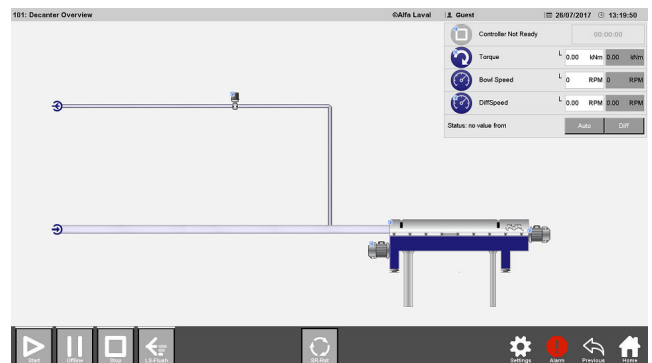 101: Decanter Overview ©Alfa Laval Guest 26/07/2017 13:19:50
Controller Not Ready 00:00:00
Torque L 0.00 kNm 0.00 kNm
Bowl Speed L 0 RPM 0 RPM
DiffSpeed L 0.00 RPM 0.00 RPM
Status: no value from Auto Diff
Start Offline Stop LS-Flush SR-Rst Settings Alarm Previous Home